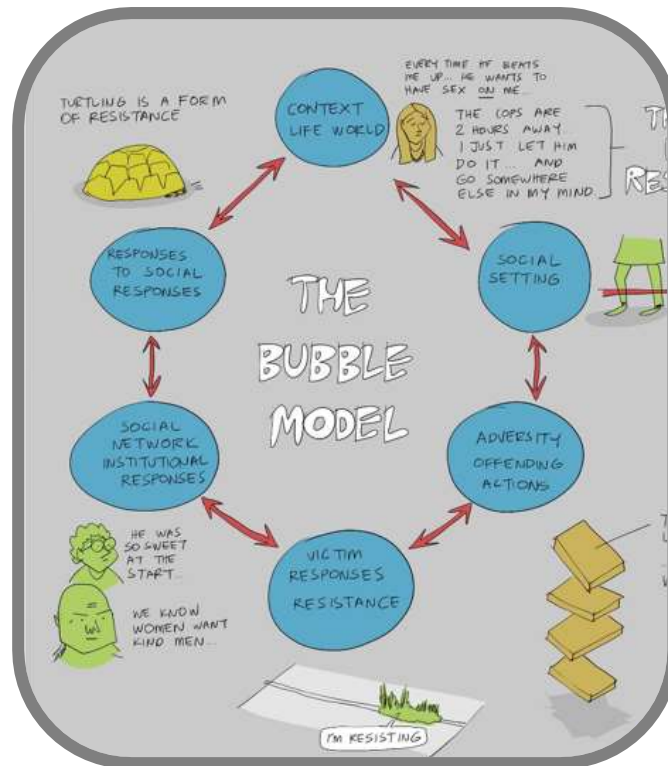 TURTLING IS A FORM
OF RESISTANCE
CONTEXT
LIFE WORLD
EVERY TIME HE BEATS
ME UP... HE WANTS TO
HAVE SEX ON ME...
THE COPS ARE
2 HOURS AWAY
I JUST LET HIM
DO IT... AND
GO SOMEWHERE
ELSE IN MY MIND
RESPONSES
TO SOCIAL
RESPONSES
SOCIAL
SETTING
THE
BUBBLE
MODEL
SOCIAL
NETWORK
INSTITUTIONAL
RESPONSES
ADVERSITY
OFFENDING
ACTIONS
VICTIM
RESPONSES
RESISTANCE
HE WAS
SO SWEET
AT THE
START...
WE KNOW
WOMEN WANT
KIND MEN...
I'M RESISTING